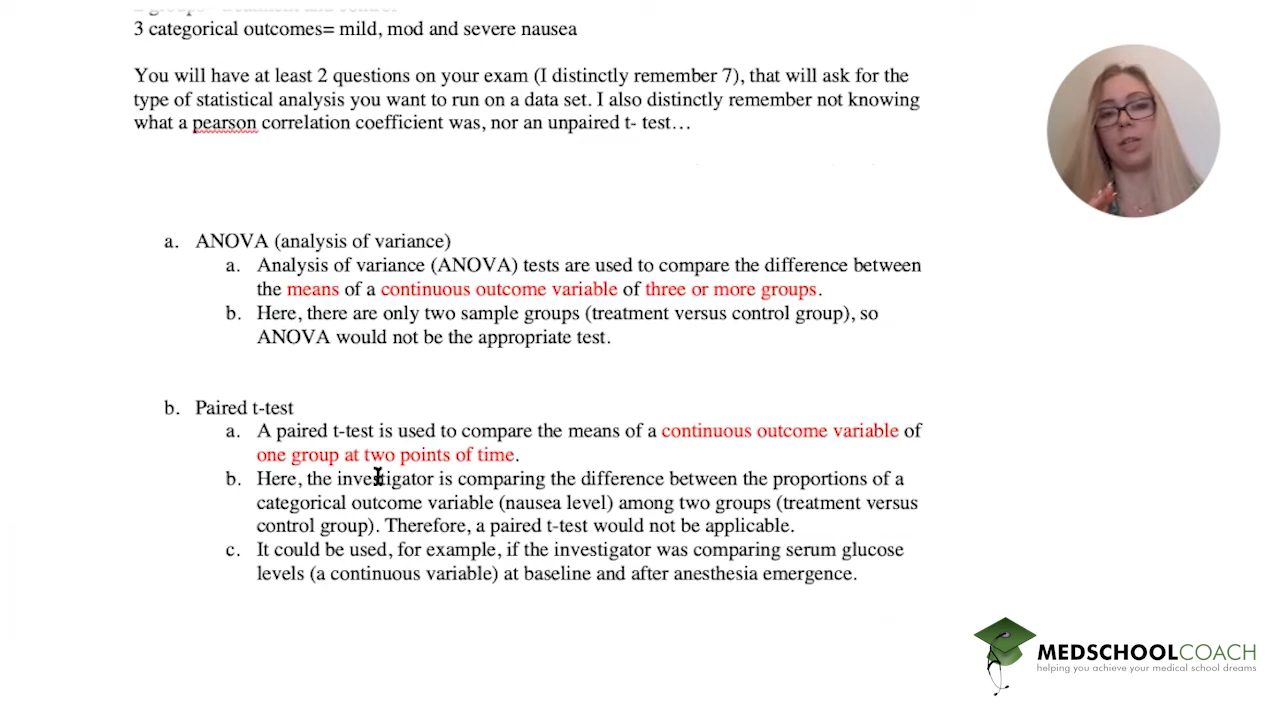 3 categorical outcomes= mild, mod and severe nausea
You will have at least 2 questions on your exam (I distinctly remember 7), that will ask for the
type of statistical analysis you want to run on a data set. I also distinctly remember not knowing
what a pearson correlation coefficient was, nor an unpaired t- test…
a. ANOVA (analysis of variance)
a. Analysis of variance (ANOVA) tests are used to compare the difference between
the means of a continuous outcome variable of three or more groups.
b. Here, there are only two sample groups (treatment versus control group), so
ANOVA would not be the appropriate test.
b. Paired t-test
a. A paired t-test is used to compare the means of a continuous outcome variable of
one group at two points of time.
b. Here, the investigator is comparing the difference between the proportions of a
categorical outcome variable (nausea level) among two groups (treatment versus
control group). Therefore, a paired t-test would not be applicable.
c. It could be used, for example, if the investigator was comparing serum glucose
levels (a continuous variable) at baseline and after anesthesia emergence.
MEDSCHOOLCOACH
helping you achieve your medical school dreams